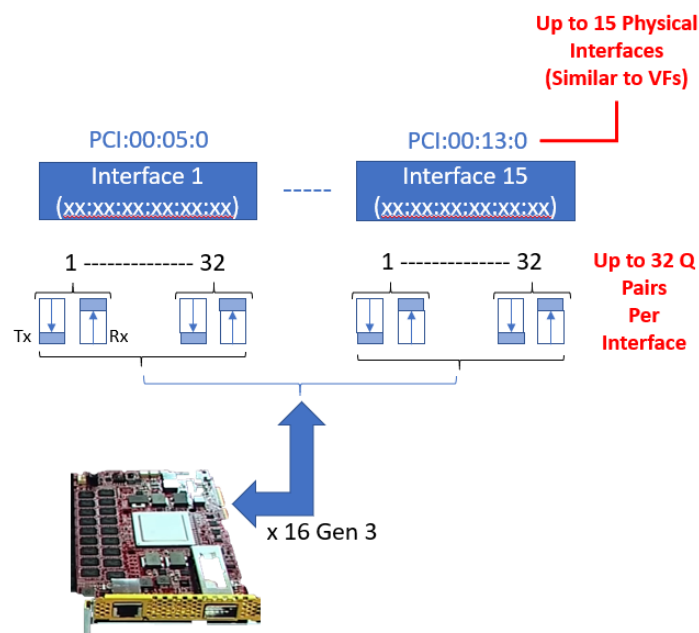 Up to 15 Physical
Interfaces
(Similar to VFs)
PCI:00:05:0
PCI:00:13:0
Interface 1
(xx:xx:xx:xx:xx:xx)
-----
Interface 15
(xx:xx:xx:xx:xx:xx)
1 -------------- 32
1 -------------- 32
Up to 32 Q
Pairs
Per
Interface
Tx
Rx
x 16 Gen 3